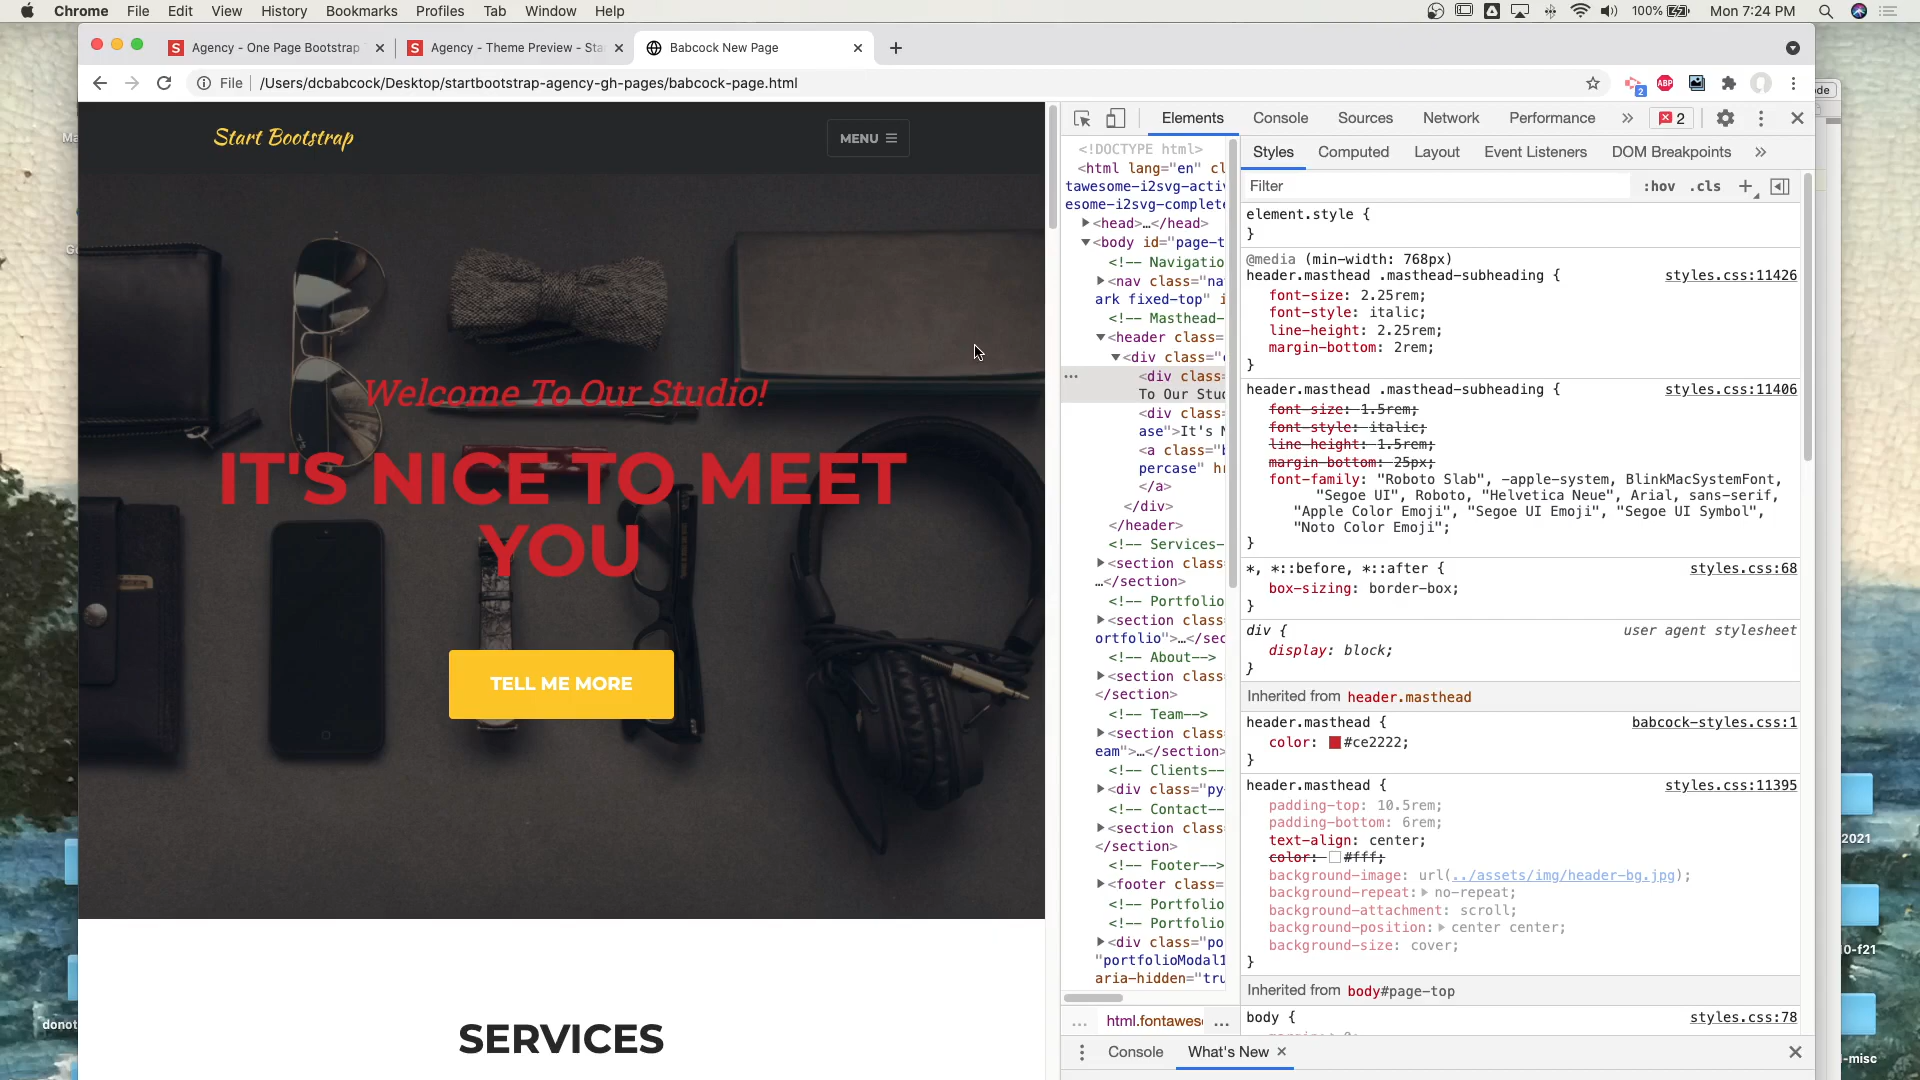 Chrome File Edit View History Bookmarks Profiles Tab Window Help 100% Mon 7:24 PM
Agency - One Page Bootstrap × Agency - Theme Preview - Sta × Babcock New Page × +
File /Users/dcbabcock/Desktop/startbootstrap-agency-gh-pages/babcock-page.html
2 ABP
Start Bootstrap
MENU
Welcome To Our Studio!
IT'S NICE TO MEET
YOU
TELL ME MORE
SERVICES
Elements Console Sources Network Performance » 2
<!DOCTYPE html>
<html lang="en" cl
tawesome-i2svg-activ
esome-i2svg-complete
<head>…</head>
<body id="page-t
<!-- Navigatio
<nav class="na
ark fixed-top" i
<!-- Masthead-
<header class=
<div class="c
<div class=
To Our Stud
<div class=
ase">It's N
<a class="b
percase" hr
</a>
</div>
</header>
<!-- Services-
<section class=
…</section>
<!-- Portfolio
<section class=
ortfolio">…</sec
<!-- About-->
<section class=
</section>
<!-- Team-->
<section class=
eam">…</section>
<!-- Clients--
<div class="py
<!-- Contact--
<section class=
</section>
<!-- Footer-->
<footer class=
<!-- Portfolio
<!-- Portfolio
<div class="po
"portfolioModal1
aria-hidden="tru
... html.fontawes ...
Styles Computed Layout Event Listeners DOM Breakpoints »
Filter :hov .cls +
element.style {
}
@media (min-width: 768px)
header.masthead .masthead-subheading { styles.css:11426
font-size: 2.25rem;
font-style: italic;
line-height: 2.25rem;
margin-bottom: 2rem;
}
header.masthead .masthead-subheading { styles.css:11406
font-size: 1.5rem;
font-style: italic;
line-height: 1.5rem;
margin-bottom: 25px;
font-family: "Roboto Slab", -apple-system, BlinkMacSystemFont,
"Segoe UI", Roboto, "Helvetica Neue", Arial, sans-serif,
"Apple Color Emoji", "Segoe UI Emoji", "Segoe UI Symbol",
"Noto Color Emoji";
}
*, *::before, *::after { styles.css:68
box-sizing: border-box;
}
div { user agent stylesheet
display: block;
}
Inherited from header.masthead
header.masthead { babcock-styles.css:1
color: #ce2222;
}
header.masthead { styles.css:11395
padding-top: 10.5rem;
padding-bottom: 6rem;
text-align: center;
color: #fff;
background-image: url(../assets/img/header-bg.jpg);
background-repeat: no-repeat;
background-attachment: scroll;
background-position: center center;
background-size: cover;
}
Inherited from body#page-top
body { styles.css:78
Console What's New ×
2021
0-f21
-misc
donot